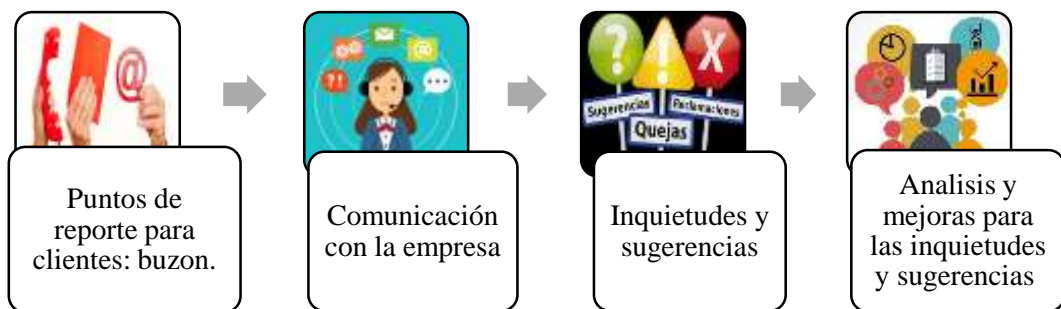 @
@
?!
?
!
X
Sugerencias
Reclamaciones
Quejas
Puntos de
reporte para
clientes: buzon.
Comunicación
con la empresa
Inquietudes y
sugerencias
Analisis y
mejoras para
las inquietudes
y sugerencias